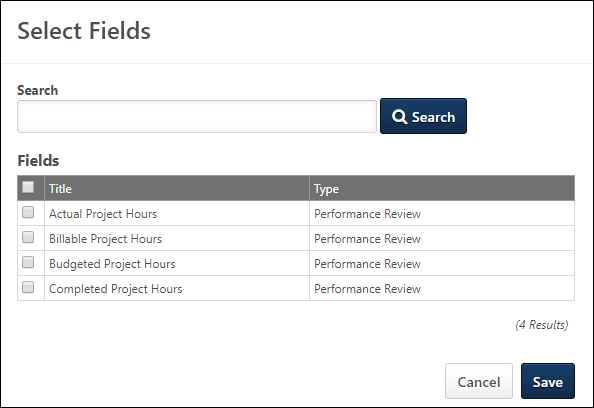 Select Fields
Search
Search
Fields
Title Type
Actual Project Hours Performance Review
Billable Project Hours Performance Review
Budgeted Project Hours Performance Review
Completed Project Hours Performance Review
(4 Results)
Cancel Save